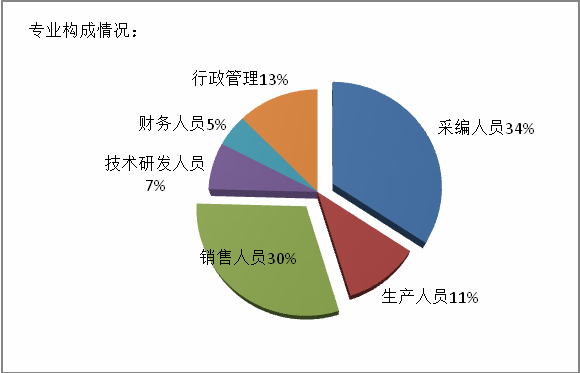 专业构成情况：
行政管理13%
采编人员34%
财务人员5%
技术研发人员
7%
销售人员30%
生产人员11%